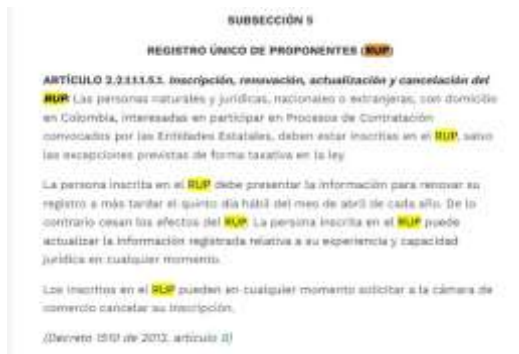 SUBSECCIÓN 5
REGISTRO ÚNICO DE PROPONENTES (RUP)
ARTÍCULO 2.2.1.1.1.5.1. Inscripción, renovación, actualización y cancelación del
RUP. Las personas naturales y jurídicas, nacionales o extranjeras, con domicilio
en Colombia, interesadas en participar en Procesos de Contratación
convocados por las Entidades Estatales, deben estar inscritas en el RUP, salvo
las excepciones previstas de forma taxativa en la ley.
La persona inscrita en el RUP debe presentar la información para renovar su
registro a más tardar el quinto día hábil del mes de abril de cada año. De lo
contrario cesan los efectos del RUP. La persona inscrita en el RUP puede
actualizar la información registrada relativa a su experiencia y capacidad
jurídica en cualquier momento.
Los inscritos en el RUP pueden en cualquier momento solicitar a la cámara de
comercio cancelar su inscripción.
(Decreto 1510 de 2013, artículo 8)